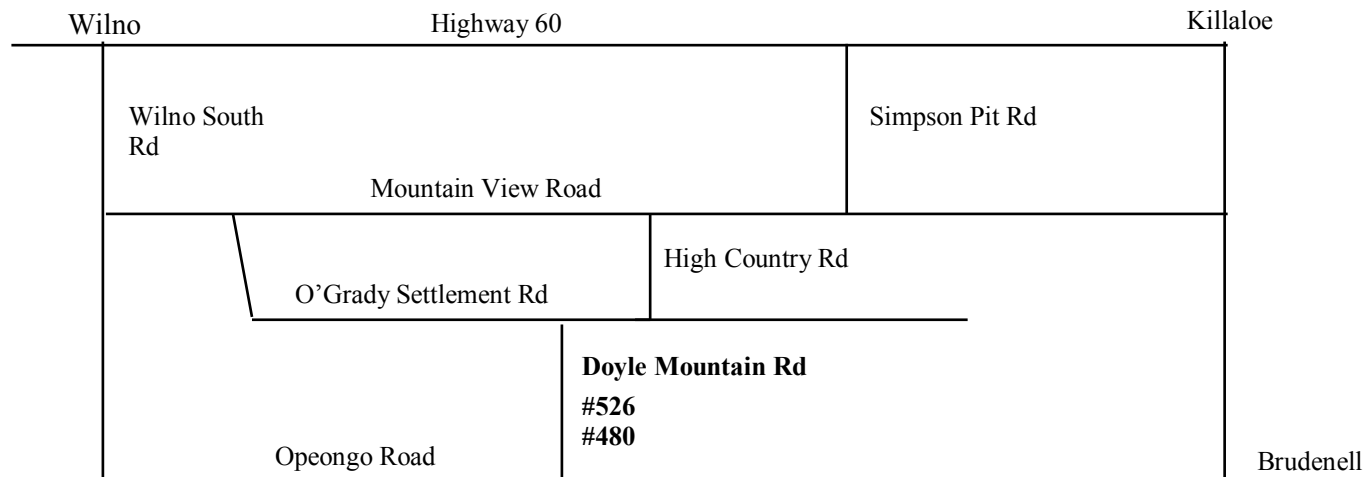 Wilno
Highway 60
Killaloe
Wilno South
Rd
Simpson Pit Rd
Mountain View Road
High Country Rd
O’Grady Settlement Rd
Doyle Mountain Rd
#526
#480
Opeongo Road
Brudenell